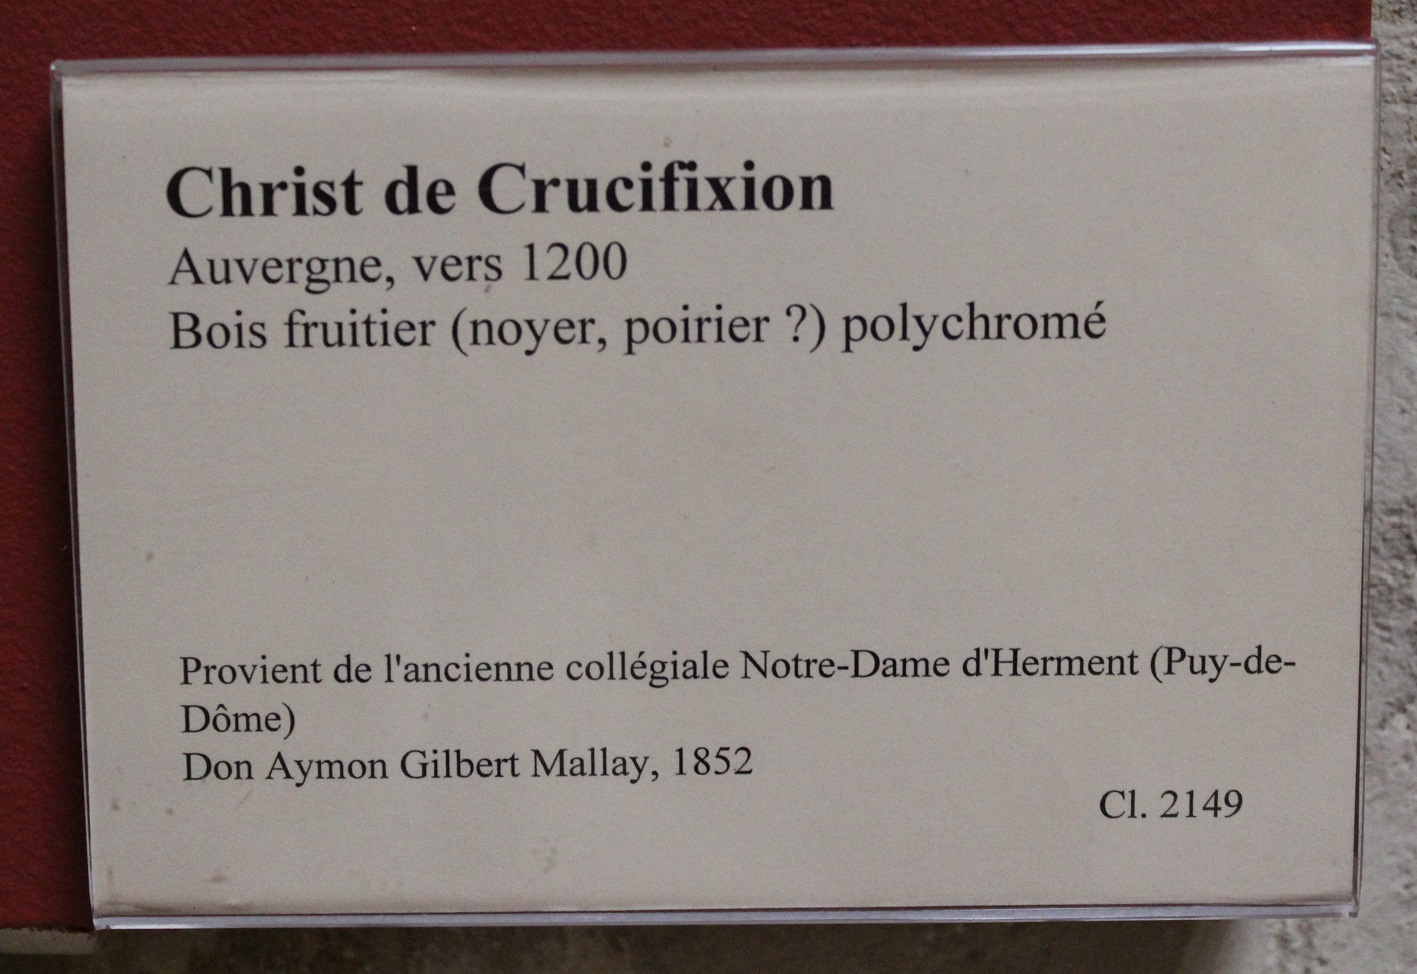 Christ de Crucifixion
Auvergne, vers 1200
Bois fruitier (noyer, poirier ?) polychromé
Provient de l'ancienne collégiale Notre-Dame d'Herment (Puy-de-
Dôme)
Don Aymon Gilbert Mallay, 1852
Cl. 2149